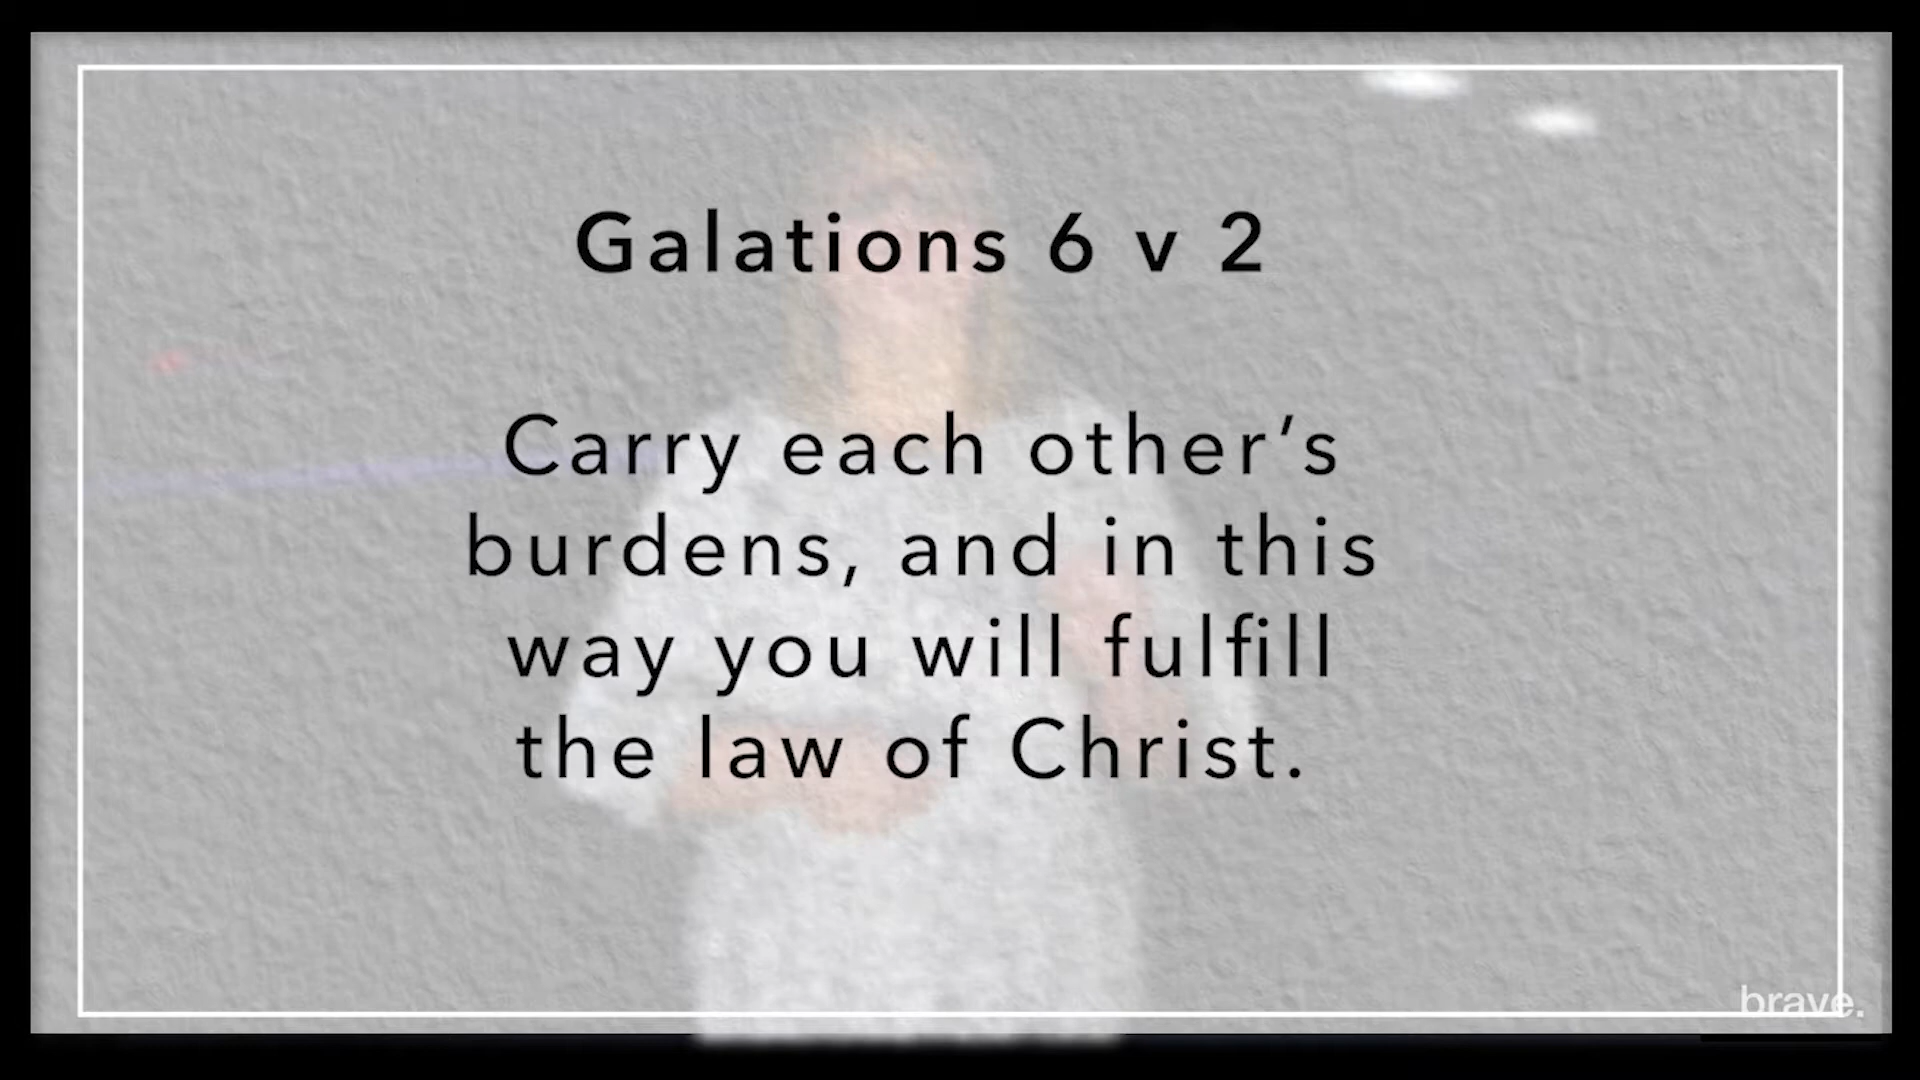 Galations 6 v 2
Carry each other’s
burdens, and in this
way you will fulfill
the law of Christ.
brave.